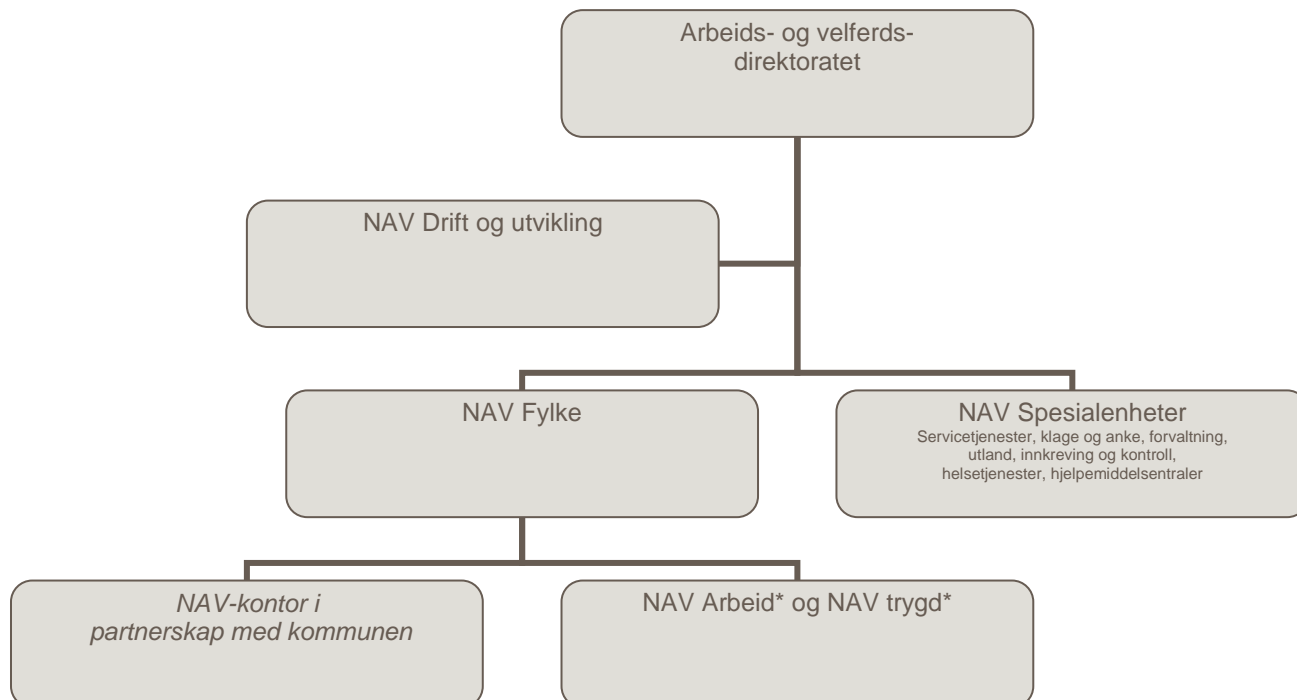 Arbeids- og velferds-
direktoratet
NAV Drift og utvikling
NAV Fylke
NAV Spesialenheter
Servicetjenester, klage og anke, forvaltning,
utland, innkreving og kontroll,
helsetjenester, hjelpemiddelsentraler
NAV-kontor i
partnerskap med kommunen
NAV Arbeid* og NAV trygd*